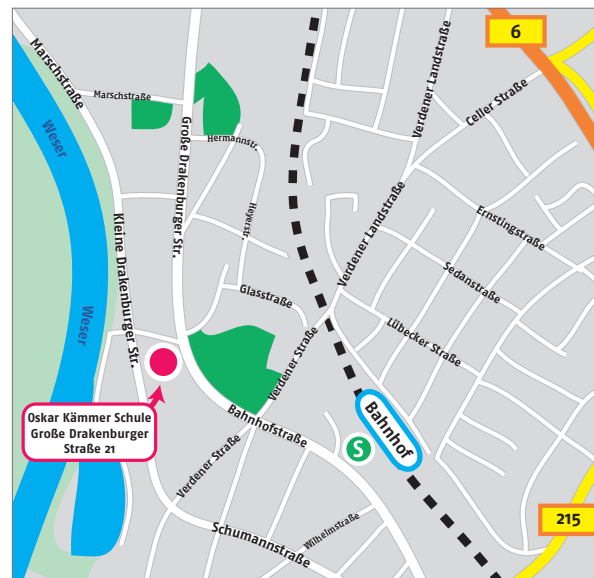 Marschstraße
6
Verdener Landstraße
Celler Straße
Marschstraße
Weser
Große Drakenburger Str.
Hermannstr.
Heyerstr.
Ernstingstraße
Kleine Drakenburger Str.
Verdener Landstraße
Sedanstraße
Glasstraße
Weser
Lübecker Straße
Verdener Straße
Oskar Kämmer Schule
Große Drakenburger
Straße 21
Bahnhofstraße
Bahnhof
S
Verdener Straße
Wilhelmstraße
215
Schumannstraße